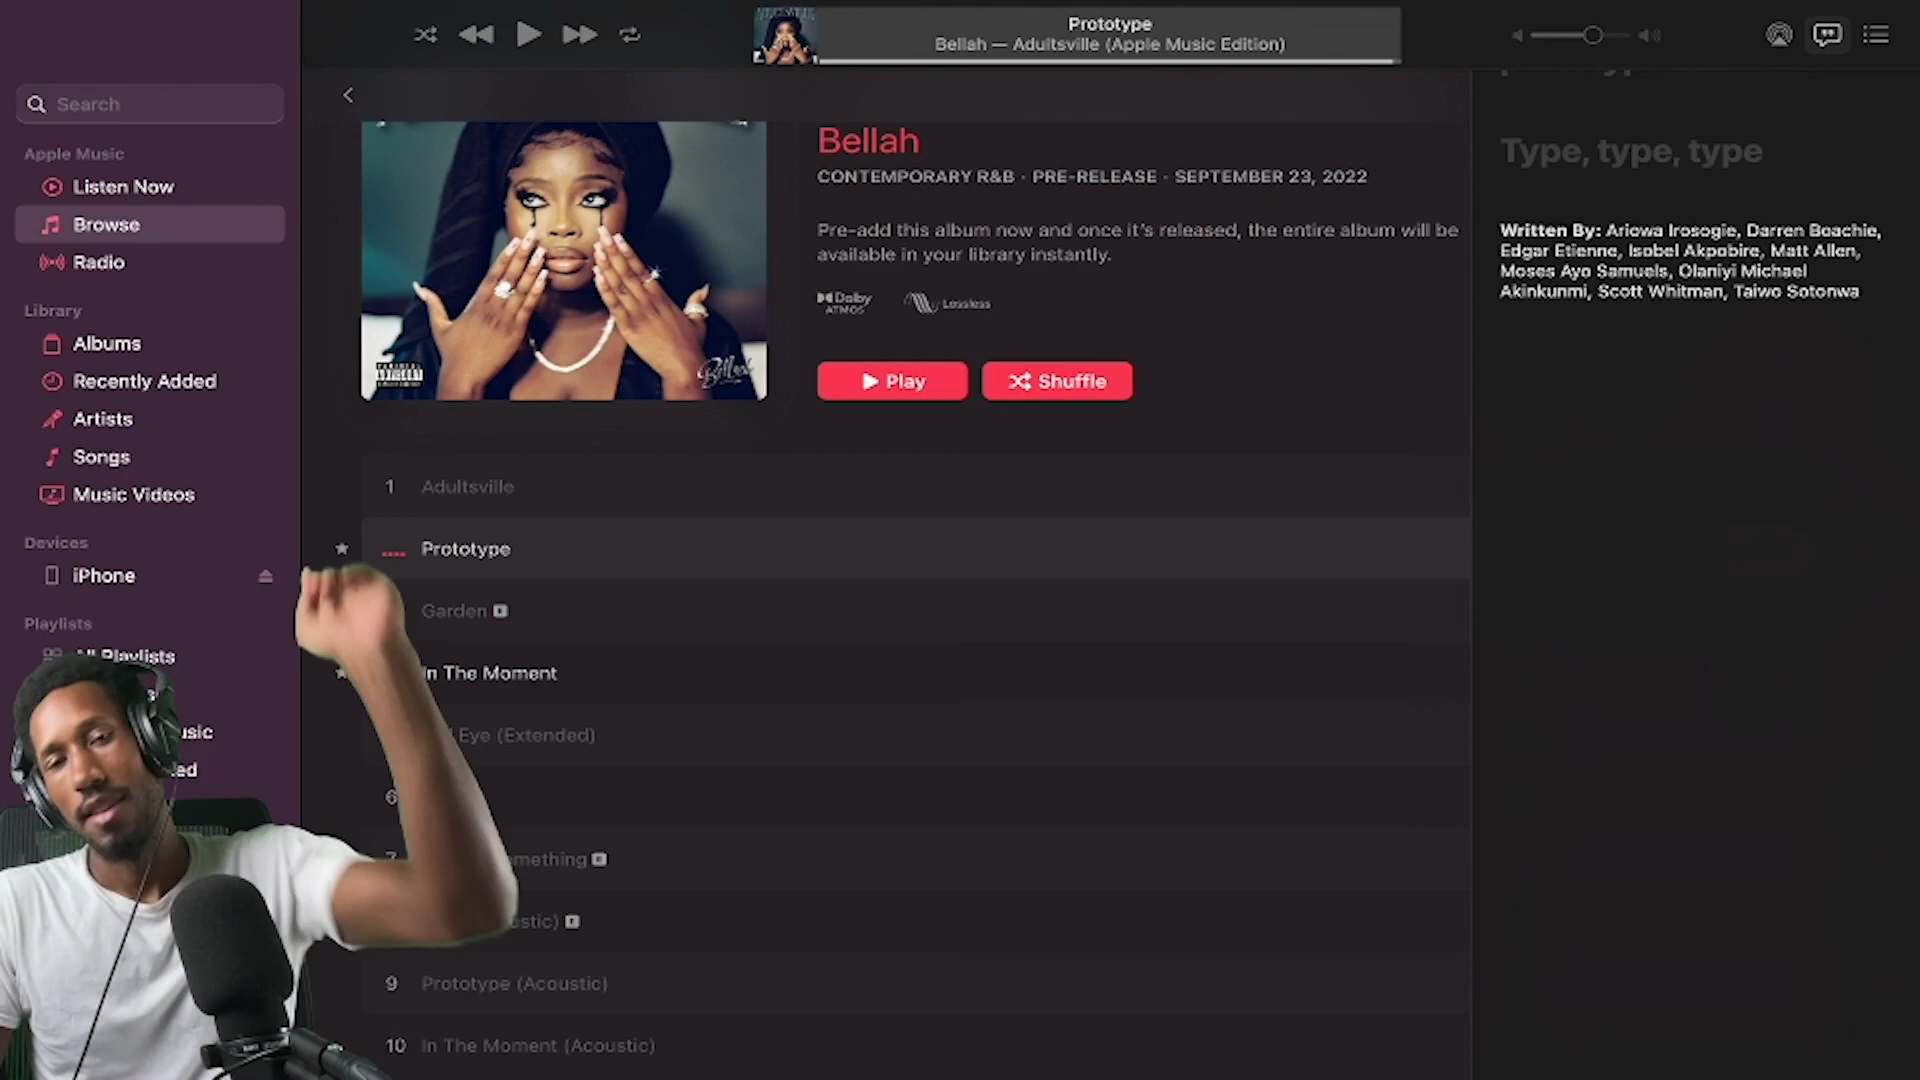 Prototype
Bellah — Adultsville (Apple Music Edition)
Search
Apple Music
Listen Now
Browse
Radio
Library
Albums
Recently Added
Artists
Songs
Music Videos
Devices
iPhone
Playlists
All Playlists
Bellah
CONTEMPORARY R&B · PRE-RELEASE · SEPTEMBER 23, 2022
Pre-add this album now and once it's released, the entire album will be
available in your library instantly.
Dolby
ATMOS
Lossless
Play
Shuffle
1 Adultsville
Prototype
Garden
In The Moment
Eye (Extended)
6
7
9 Prototype (Acoustic)
10 In The Moment (Acoustic)
Type, type, type
Written By: Ariowa Irosogie, Darren Boachie,
Edgar Etienne, Isobel Akpobire, Matt Allen,
Moses Ayo Samuels, Olaniyi Michael
Akinkunmi, Scott Whitman, Taiwo Sotonwa